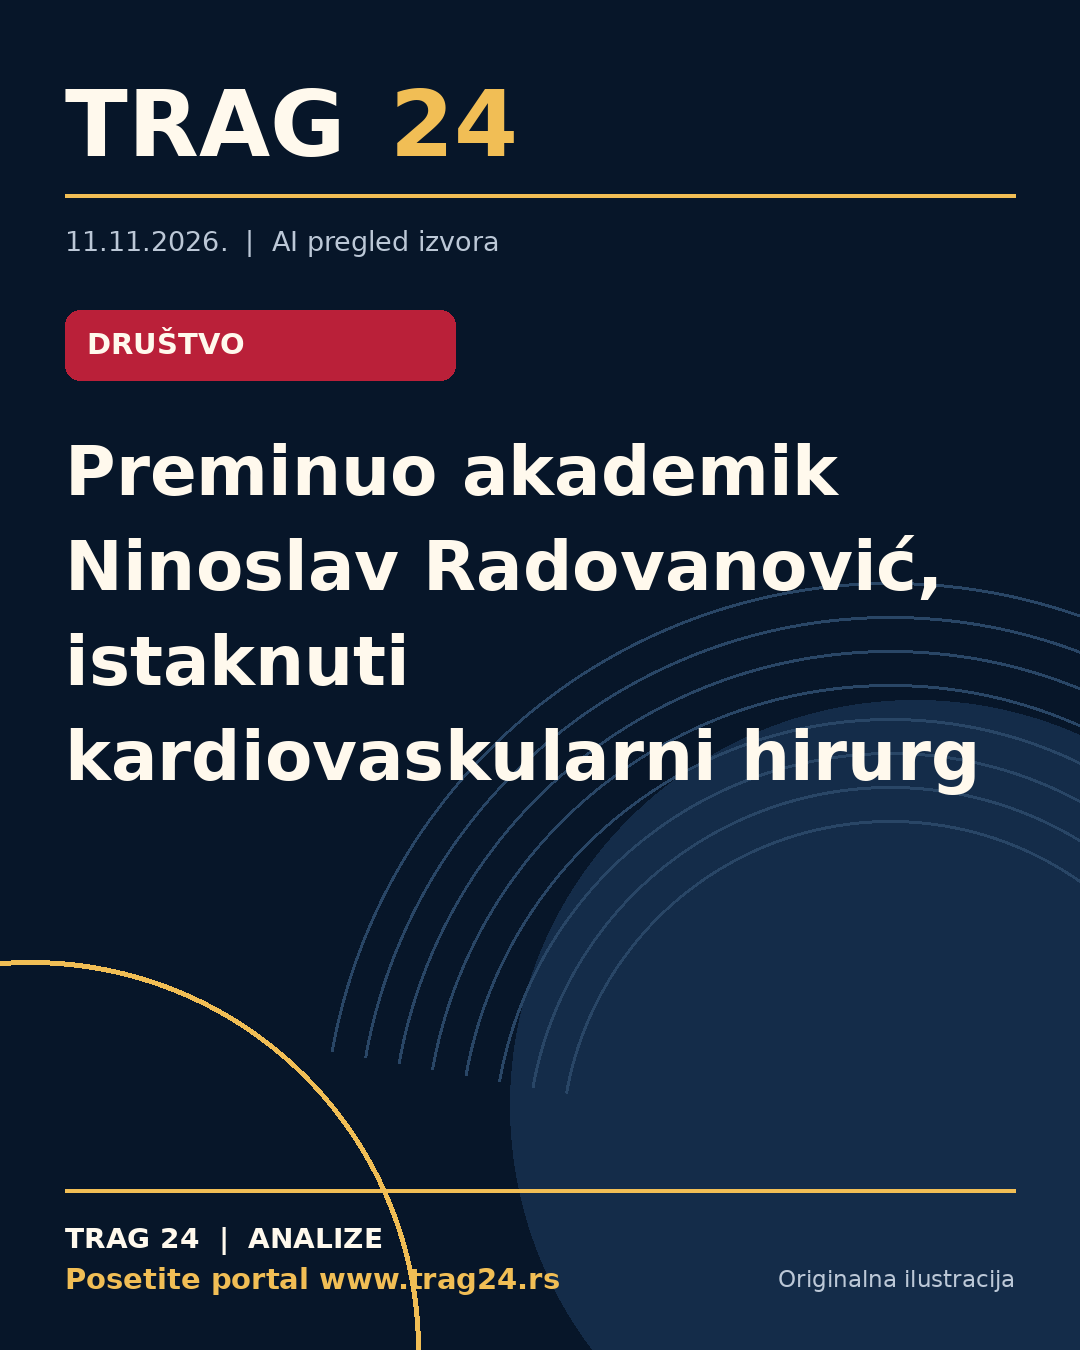 TRAG 24
11.11.2026. | AI pregled izvora
DRUŠTVO
Preminuo akademik
Ninoslav Radovanović,
istaknuti
kardiovaskularni hirurg
TRAG 24 | ANALIZE
Posetite portal www.trag24.rs
Originalna ilustracija